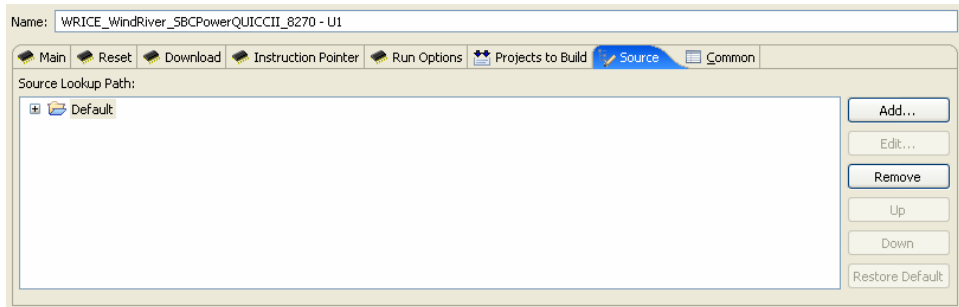 Name: WRICE_WindRiver_SBCPowerQUICCII_8270 - U1
Main Reset Download Instruction Pointer Run Options Projects to Build Source Common
Source Lookup Path:
Default
Add...
Edit...
Remove
Up
Down
Restore Default